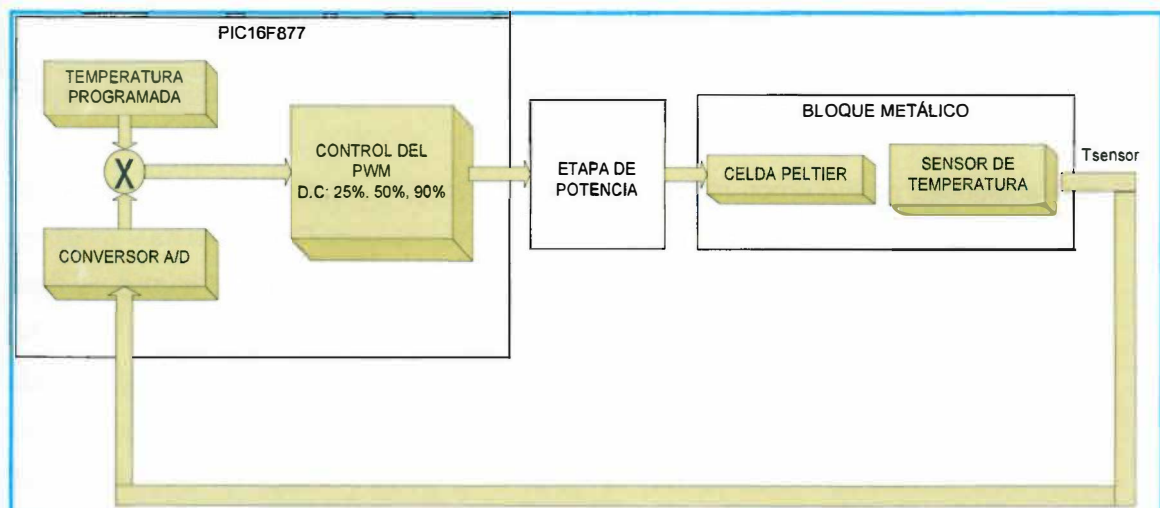 PIC16F877
TEMPERATURA
PROGRAMADA
X
CONTROL DEL
PWM
D.C: 25%. 50%, 90%
CONVERSOR A/D
ETAPA DE
POTENCIA
BLOQUE METÁLICO
CELDA PELTIER
SENSOR DE
TEMPERATURA
Tsensor